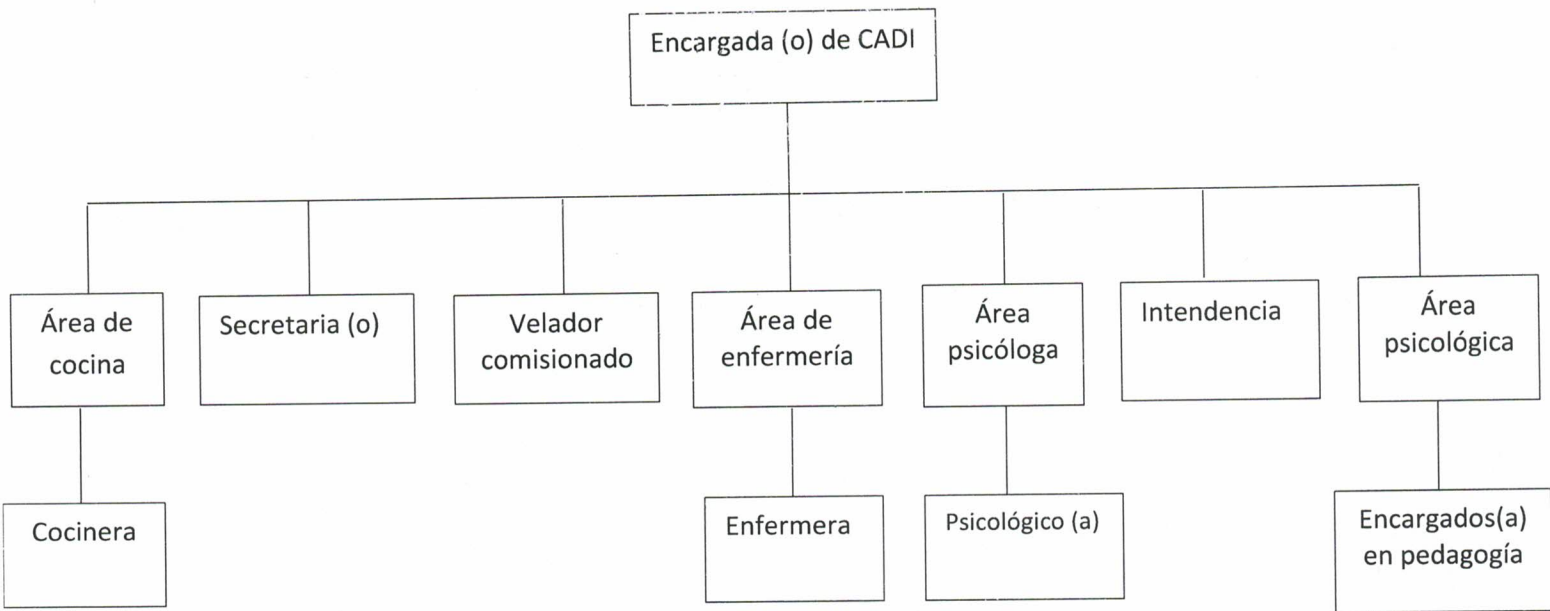 Encargada (o) de CADI
Área de
cocina
Secretaria (o)
Velador
comisionado
Área de
enfermería
Área
psicóloga
Intendencia
Área
psicológica
Cocinera
Enfermera
Psicológico (a)
Encargados(a)
en pedagogía